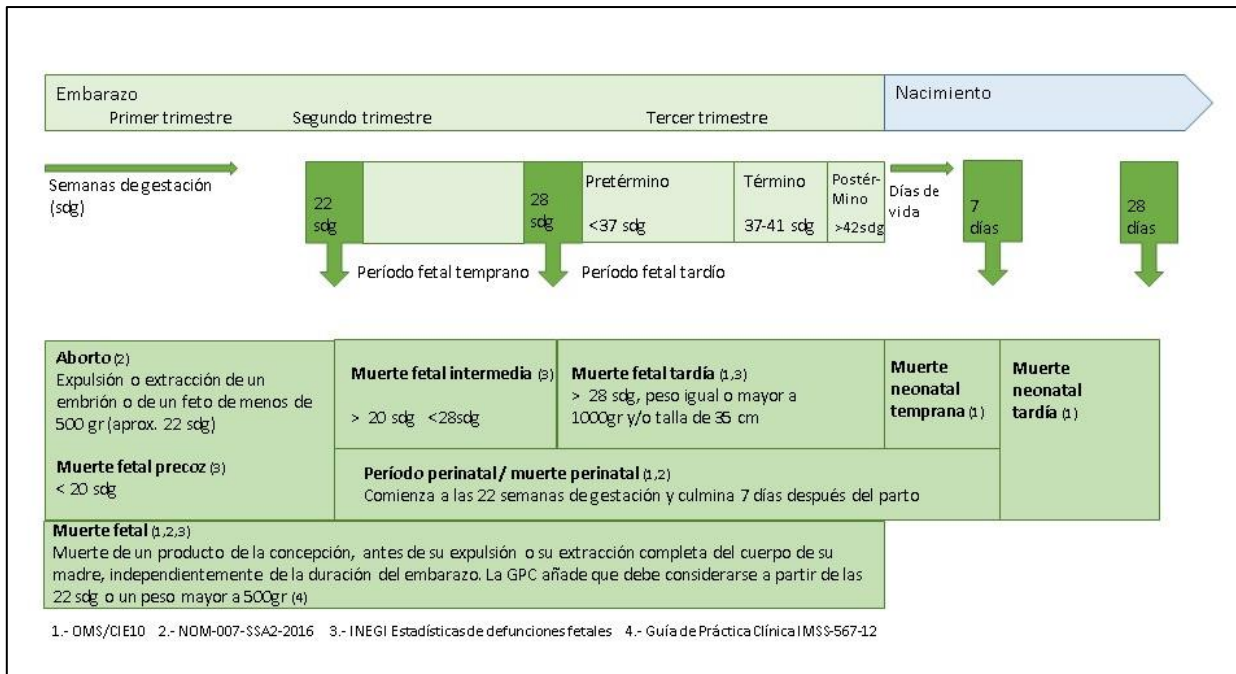 Embarazo
Primer trimestre
Segundo trimestre
Tercer trimestre
Nacimiento
Semanas de gestación
(sdg)
22
sdg
28
sdg
Pretérmino
<37 sdg
Término
37-41 sdg
Postér-
Mino
>42sdg
Días de
vida
7
días
28
días
Período fetal temprano
Período fetal tardío
Aborto (2)
Expulsión o extracción de un
embrión o de un feto de menos de
500 gr (aprox. 22 sdg)
Muerte fetal precoz (3)
< 20 sdg
Muerte fetal intermedia (3)
> 20 sdg <28sdg
Muerte fetal tardía (1,3)
> 28 sdg, peso igual o mayor a
1000gr y/o talla de 35 cm
Muerte
neonatal
temprana (1)
Muerte
neonatal
tardía (1)
Período perinatal/ muerte perinatal (1,2)
Comienza a las 22 semanas de gestación y culmina 7 días después del parto
Muerte fetal (1,2,3)
Muerte de un producto de la concepción, antes de su expulsión o su extracción completa del cuerpo de su
madre, independientemente de la duración del embarazo. La GPC añade que debe considerarse a partir de las
22 sdg o un peso mayor a 500gr (4)
1.- OMS/CIE10 2.- NOM-007-SSA2-2016 3.- INEGI Estadísticas de defunciones fetales 4.- Guía de Práctica Clínica IMSS-567-12